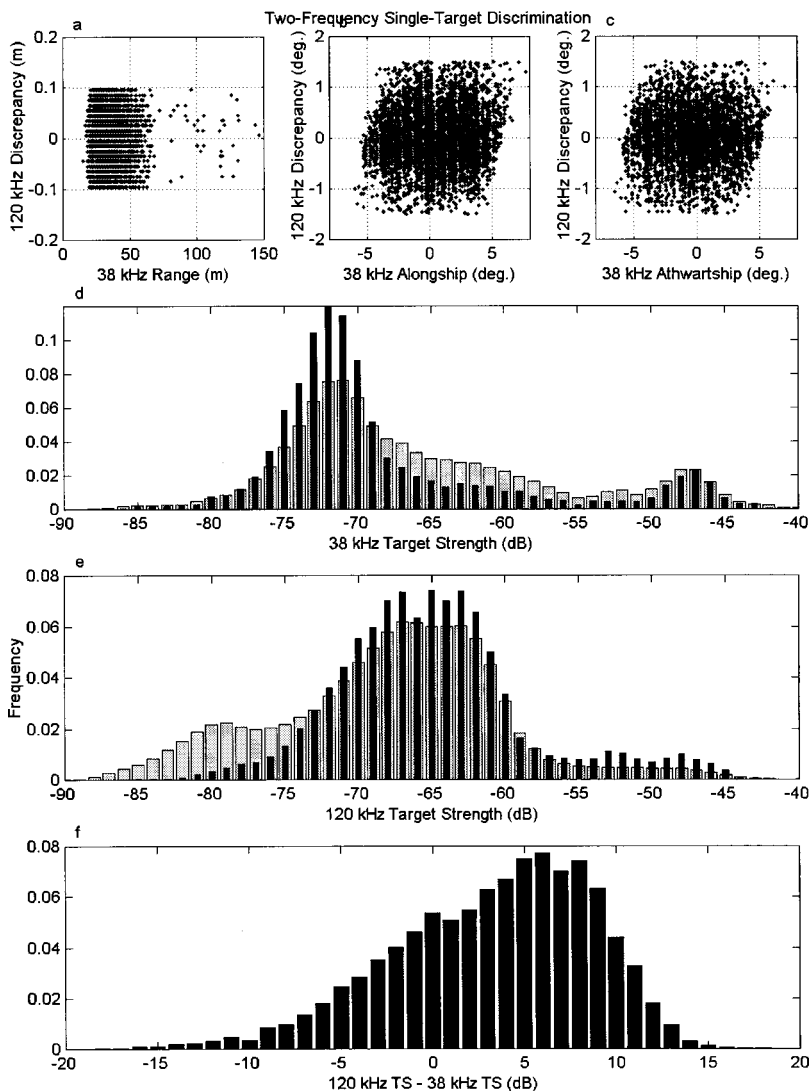 Two-Frequency Single-Target Discrimination
a
b
c
120 kHz Discrepancy (m)
0.2
0.1
0
-0.1
-0.2
0 50 100 150
38 kHz Range (m)
120 kHz Discrepancy (deg.)
2
1
0
-1
-2
-5 0 5
38 kHz Alongship (deg.)
120 kHz Discrepancy (deg.)
2
1
0
-1
-2
-5 0 5
38 kHz Athwartship (deg.)
d
0.1
0.08
0.06
0.04
0.02
0
-90 -85 -80 -75 -70 -65 -60 -55 -50 -45 -40
38 kHz Target Strength (dB)
e
Frequency
0.08
0.06
0.04
0.02
0
-90 -85 -80 -75 -70 -65 -60 -55 -50 -45 -40
120 kHz Target Strength (dB)
f
0.08
0.06
0.04
0.02
0
-20 -15 -10 -5 0 5 10 15 20
120 kHz TS - 38 kHz TS (dB)